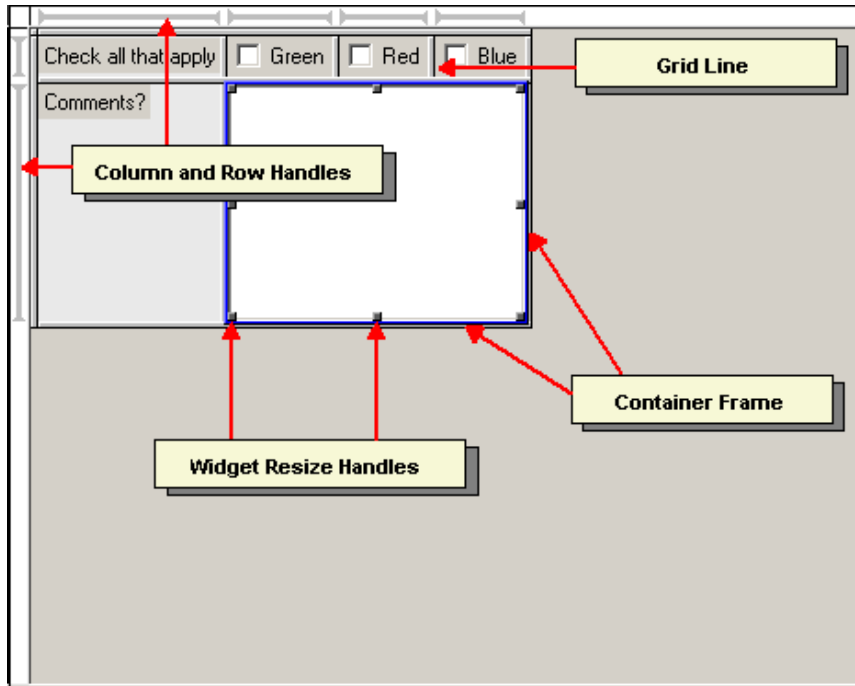 Check all that apply Green Red Blue
Grid Line
Comments?
Column and Row Handles
Container Frame
Widget Resize Handles